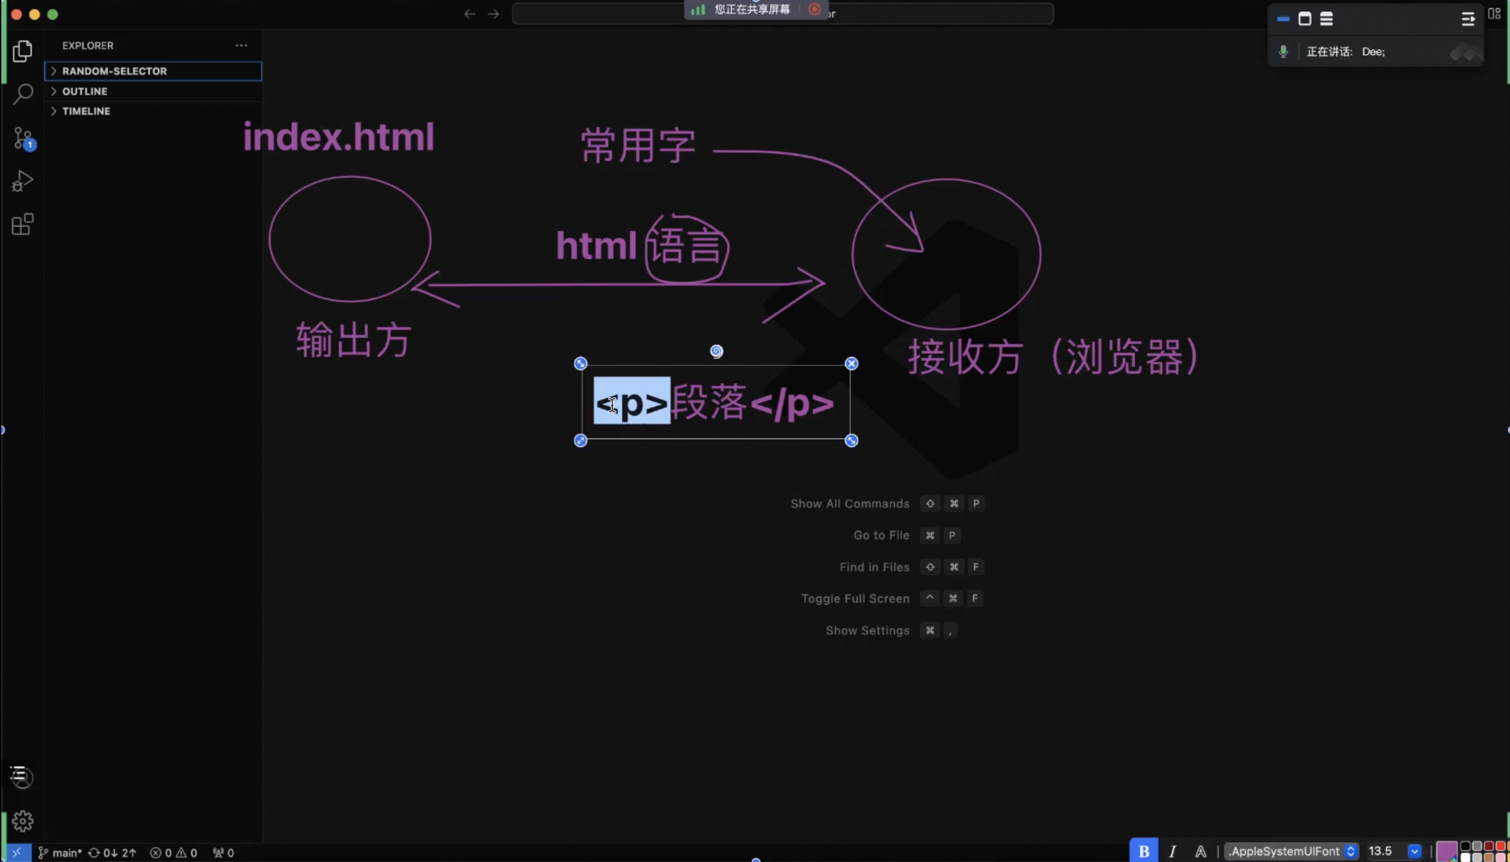 您正在共享屏幕
or
正在讲话: Dee;
EXPLORER
RANDOM-SELECTOR
OUTLINE
TIMELINE
1
index.html
常用字
html 语言
输出方
接收方（浏览器）
<p>段落</p>
Show All Commands ⇧ ⌘ P
Go to File ⌘ P
Find in Files ⇧ ⌘ F
Toggle Full Screen ^ ⌘ F
Show Settings ⌘ ,
main* 0↓ 2↑ 0 0 0
B I A .AppleSystemUIFont 13.5